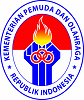 KEMENTERIAN PEMUDA DAN OLAHRAGA
REPUBLIK INDONESIA